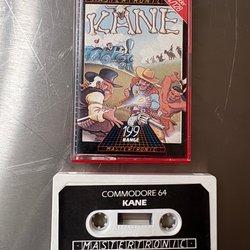 MASTERTRONIC
KANE
199
RANGE
MASTERTRONIC
COMMODORE 64
KANE
MASTERTRONIC